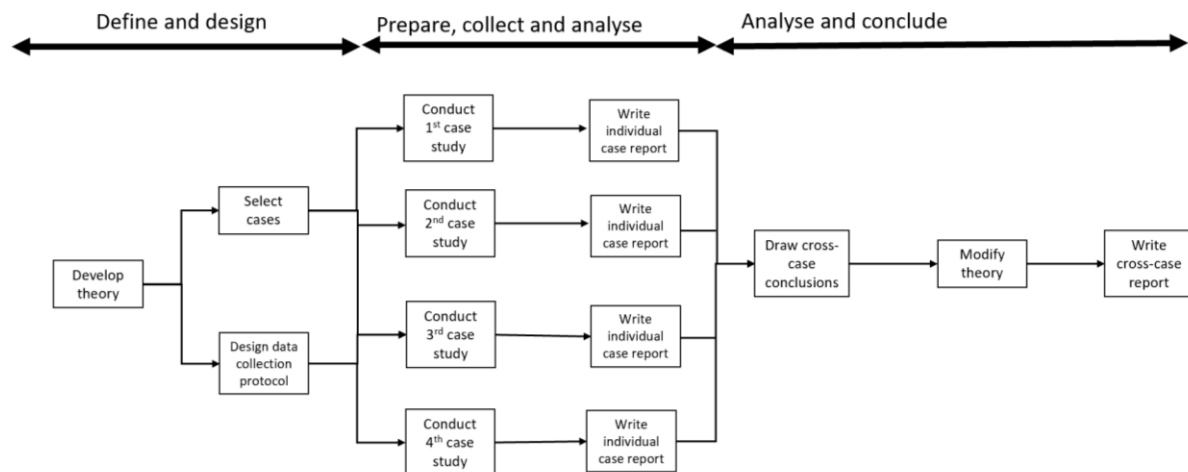 Define and design
Prepare, collect and analyse
Analyse and conclude
Develop
theory
Select
cases
Design data
collection
protocol
Conduct
1st case
study
Write
individual
case report
Conduct
2nd case
study
Write
individual
case report
Conduct
3rd case
study
Write
individual
case report
Conduct
4th case
study
Write
individual
case report
Draw cross-
case
conclusions
Modify
theory
Write
cross-case
report